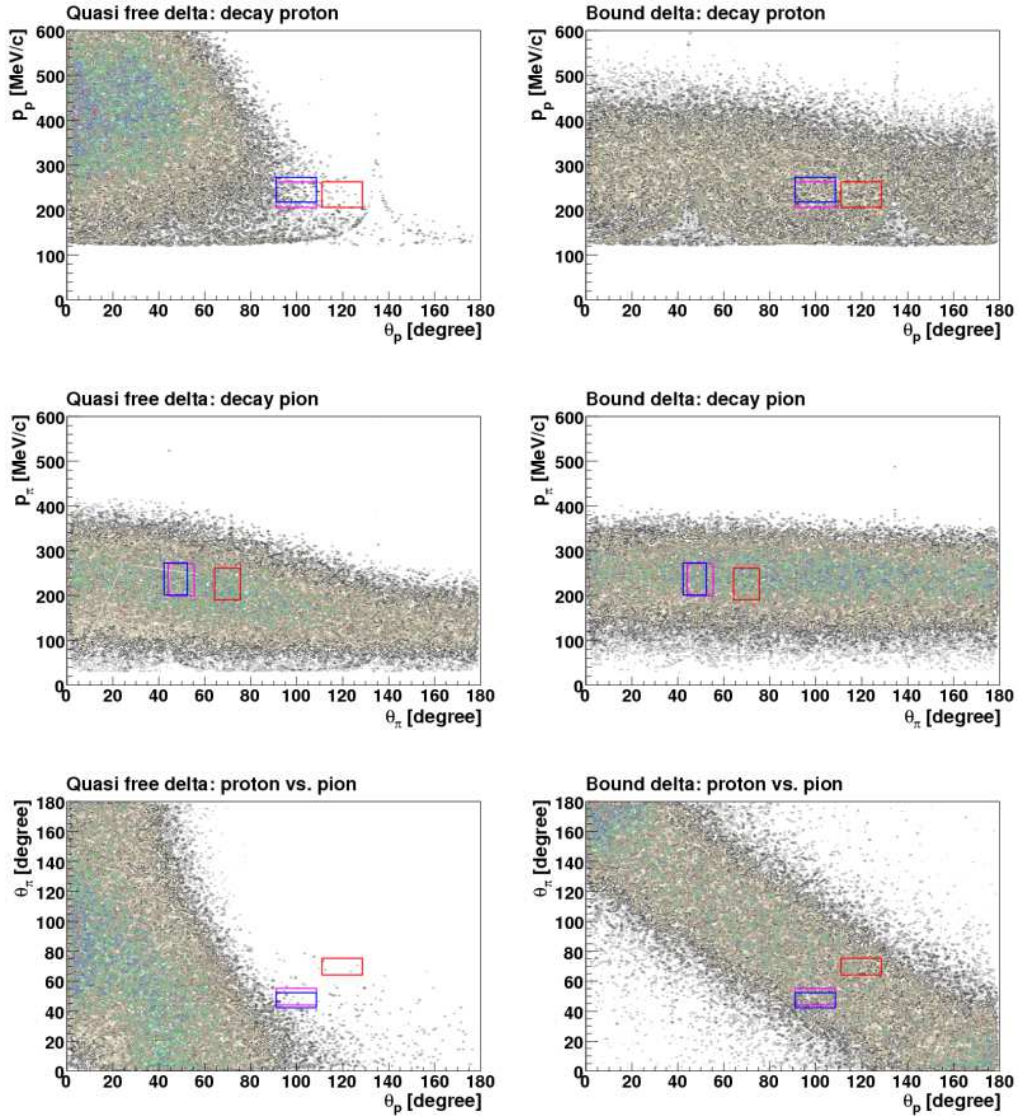 Quasi free delta: decay proton
p_p [MeV/c]
600
500
400
300
200
100
0
0 20 40 60 80 100 120 140 160 180
θ_p [degree]
Bound delta: decay proton
p_p [MeV/c]
600
500
400
300
200
100
0
0 20 40 60 80 100 120 140 160 180
θ_p [degree]
Quasi free delta: decay pion
p_π [MeV/c]
600
500
400
300
200
100
0
0 20 40 60 80 100 120 140 160 180
θ_π [degree]
Bound delta: decay pion
p_π [MeV/c]
600
500
400
300
200
100
0
0 20 40 60 80 100 120 140 160 180
θ_π [degree]
Quasi free delta: proton vs. pion
θ_π [degree]
180
160
140
120
100
80
60
40
20
0
0 20 40 60 80 100 120 140 160 180
θ_p [degree]
Bound delta: proton vs. pion
θ_π [degree]
180
160
140
120
100
80
60
40
20
0
0 20 40 60 80 100 120 140 160 180
θ_p [degree]